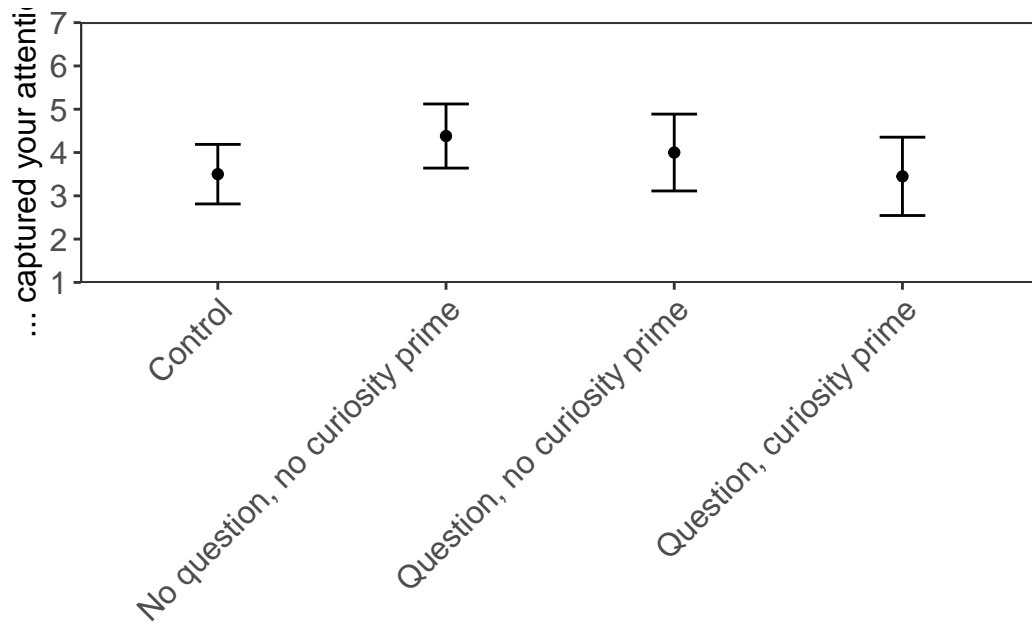 ... captured your attenti
7
6
5
4
3
2
1
Control
No question, no curiosity prime
Question, no curiosity prime
Question, curiosity prime